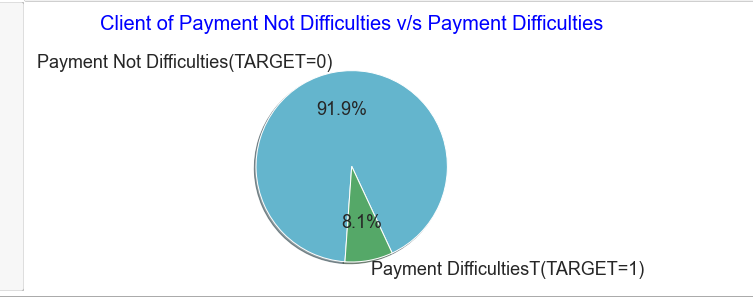 Client of Payment Not Difficulties v/s Payment Difficulties
Payment Not Difficulties(TARGET=0)
91.9%
8.1%
Payment DifficultiesT(TARGET=1)